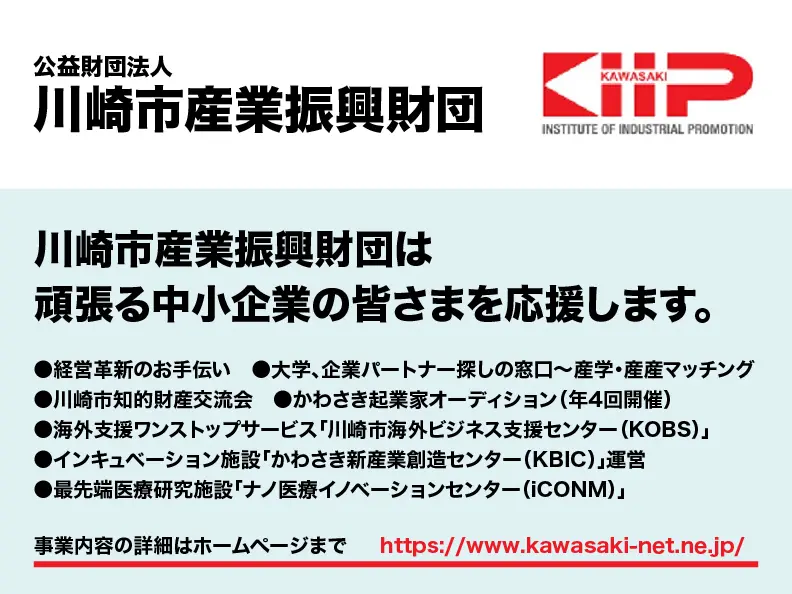 公益財団法人
川崎市産業振興財団
KAWASAKI
KIIP
INSTITUTE OF INDUSTRIAL PROMOTION
川崎市産業振興財団は
頑張る中小企業の皆さまを応援します。
●経営革新のお手伝い　●大学、企業パートナー探しの窓口～産学・産産マッチング
●川崎市知的財産交流会　●かわさき起業家オーディション（年4回開催）
●海外支援ワンストップサービス「川崎市海外ビジネス支援センター（KOBS）」
●インキュベーション施設「かわさき新産業創造センター（KBIC）」運営
●最先端医療研究施設「ナノ医療イノベーションセンター（iCONM）」
事業内容の詳細はホームページまで　https://www.kawasaki-net.ne.jp/